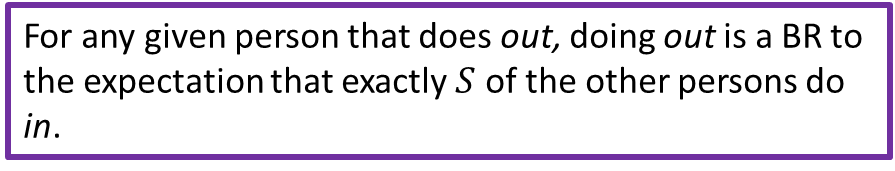 For any given person that does out, doing out is a BR to
the expectation that exactly S of the other persons do
in.